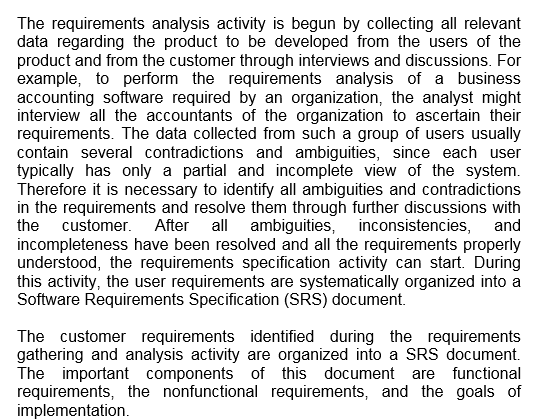 The requirements analysis activity is begun by collecting all relevant
data regarding the product to be developed from the users of the
product and from the customer through interviews and discussions. For
example, to perform the requirements analysis of a business
accounting software required by an organization, the analyst might
interview all the accountants of the organization to ascertain their
requirements. The data collected from such a group of users usually
contain several contradictions and ambiguities, since each user
typically has only a partial and incomplete view of the system.
Therefore it is necessary to identify all ambiguities and contradictions
in the requirements and resolve them through further discussions with
the customer. After all ambiguities, inconsistencies, and
incompleteness have been resolved and all the requirements properly
understood, the requirements specification activity can start. During
this activity, the user requirements are systematically organized into a
Software Requirements Specification (SRS) document.
The customer requirements identified during the requirements
gathering and analysis activity are organized into a SRS document.
The important components of this document are functional
requirements, the nonfunctional requirements, and the goals of
implementation.